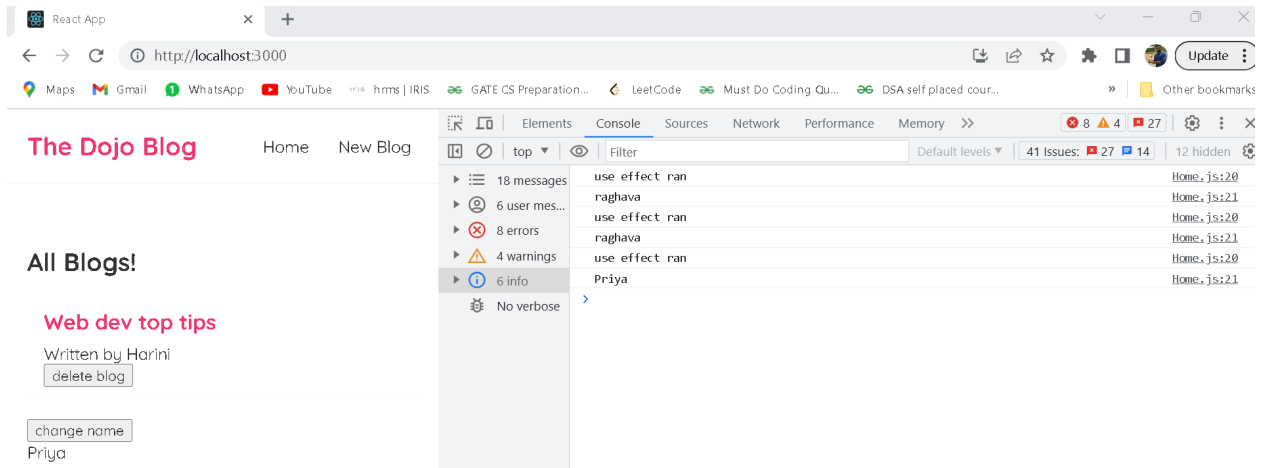 React App
http://localhost:3000
Update
Maps Gmail WhatsApp YouTube hrms | IRIS GATE CS Preparation... LeetCode Must Do Coding Qu... DSA self placed cour... » Other bookmarks
The Dojo Blog Home New Blog
Elements Console Sources Network Performance Memory 8 4 27
top Filter Default levels 41 Issues: 27 14 12 hidden
18 messages
6 user mes...
8 errors
4 warnings
6 info
No verbose
use effect ran Home.js:20
raghava Home.js:21
use effect ran Home.js:20
raghava Home.js:21
use effect ran Home.js:20
Priya Home.js:21
All Blogs!
Web dev top tips
Written by Harini
delete blog
change name
Priya